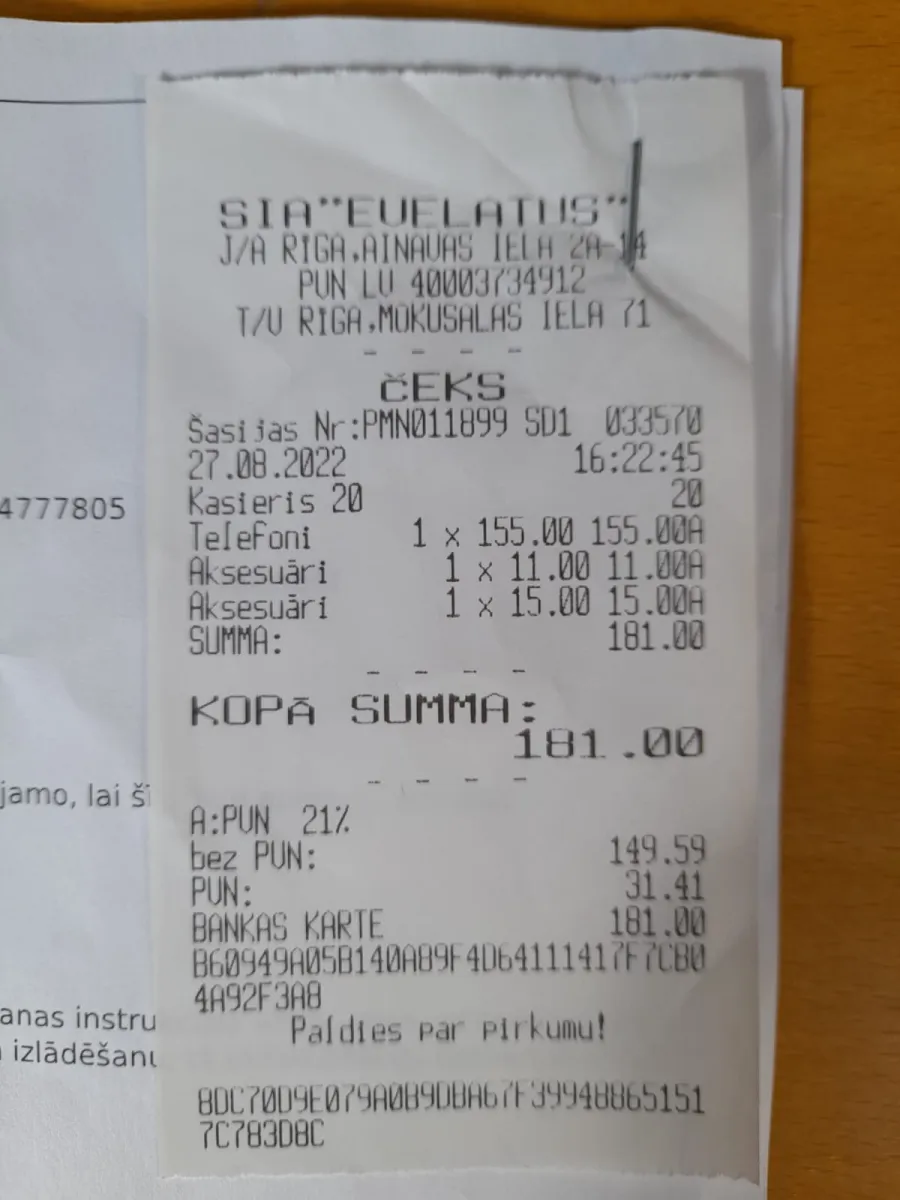 SIA"EVELATUS"
J/A RIGA,AINAVAS IELA 2A-14
PVN LV 40003734912
T/V RIGA,MŪKUSALAS IELA 71
- - - -
ČEKS
Šasijas Nr:PMN011899 SD1 033570
27.08.2022 16:22:45
Kasieris 20 20
Telefoni 1 x 155.00 155.00A
Aksesuāri 1 x 11.00 11.00A
Aksesuāri 1 x 15.00 15.00A
SUMMA: 181.00
- - - -
KOPĀ SUMMA:
181.00
- - - -
A:PVN 21%
bez PVN: 149.59
PVN: 31.41
BANKAS KARTE 181.00
B60949A05B140A89F4D64111417F7CB0
4A92F3A8
Paldies par pirkumu!
8DC70D9E079A0B9DBA67F39948865151
7C783D8C
4777805
jamo, lai šī
anas instru
izlādēšanu